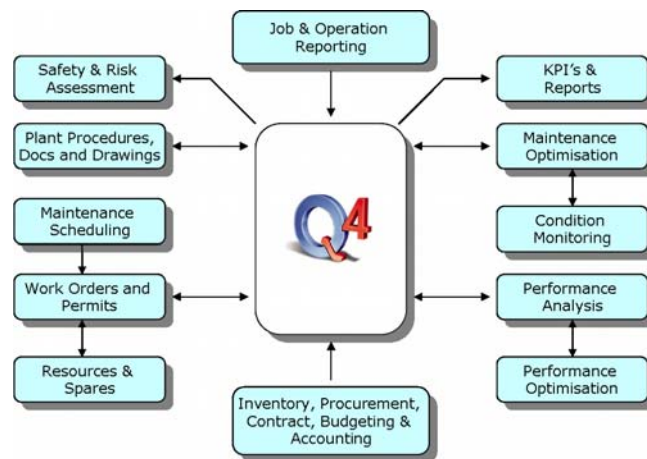 Job & Operation
Reporting
Safety & Risk
Assessment
KPI's &
Reports
Plant Procedures,
Docs and Drawings
Maintenance
Optimisation
Q4
Maintenance
Scheduling
Condition
Monitoring
Work Orders and
Permits
Performance
Analysis
Resources &
Spares
Performance
Optimisation
Inventory, Procurement,
Contract, Budgeting &
Accounting